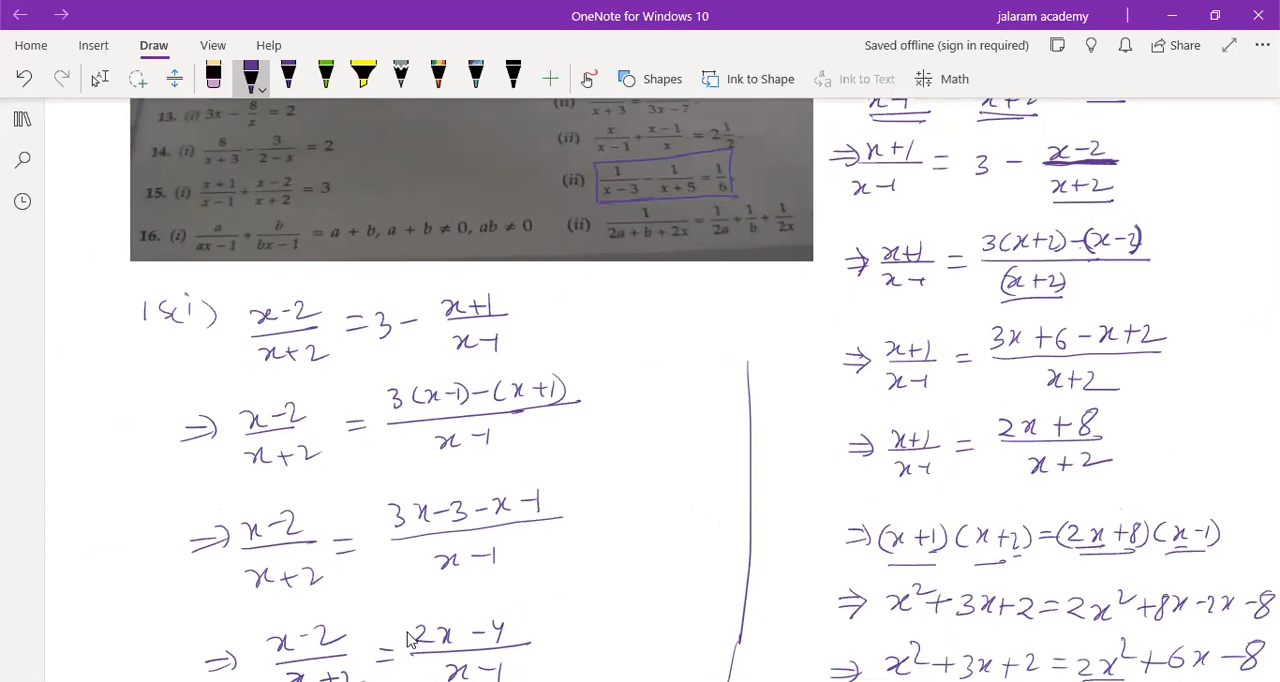 OneNote for Windows 10
jalaram academy
Home Insert Draw View Help
Saved offline (sign in required) Share
Shapes Ink to Shape Ink to Text Math
13. (i) 3x − 8/x = 2
(ii) x + 3 = 3x − 7
14. (i) 8/(x + 3) − 3/(2 − x) = 2
(ii) x/(x − 1) + (x − 1)/x = 2 1/2
15. (i) (x + 1)/(x − 1) + (x − 2)/(x + 2) = 3
(ii) 1/(x − 3) − 1/(x + 5) = 1/6
16. (i) a/(ax − 1) + b/(bx − 1) = a + b, a + b ≠ 0, ab ≠ 0
(ii) 1/(2a + b + 2x) = 1/2a + 1/b + 1/2x
15(i) (x−2)/(x+2) = 3 − (x+1)/(x−1)
⇒ (x−2)/(x+2) = (3(x−1)−(x+1))/(x−1)
⇒ (x−2)/(x+2) = (3x−3−x−1)/(x−1)
⇒ (x−2)/(x+2) = (2x−4)/(x−1)
x−1 x+2
⇒ (x+1)/(x−1) = 3 − (x−2)/(x+2)
⇒ (x+1)/(x−1) = (3(x+2)−(x−2))/(x+2)
⇒ (x+1)/(x−1) = (3x+6−x+2)/(x+2)
⇒ (x+1)/(x−1) = (2x+8)/(x+2)
⇒ (x+1)(x+2)=(2x+8)(x−1)
⇒ x²+3x+2=2x²+8x−2x−8
⇒ x²+3x+2=2x²+6x−8